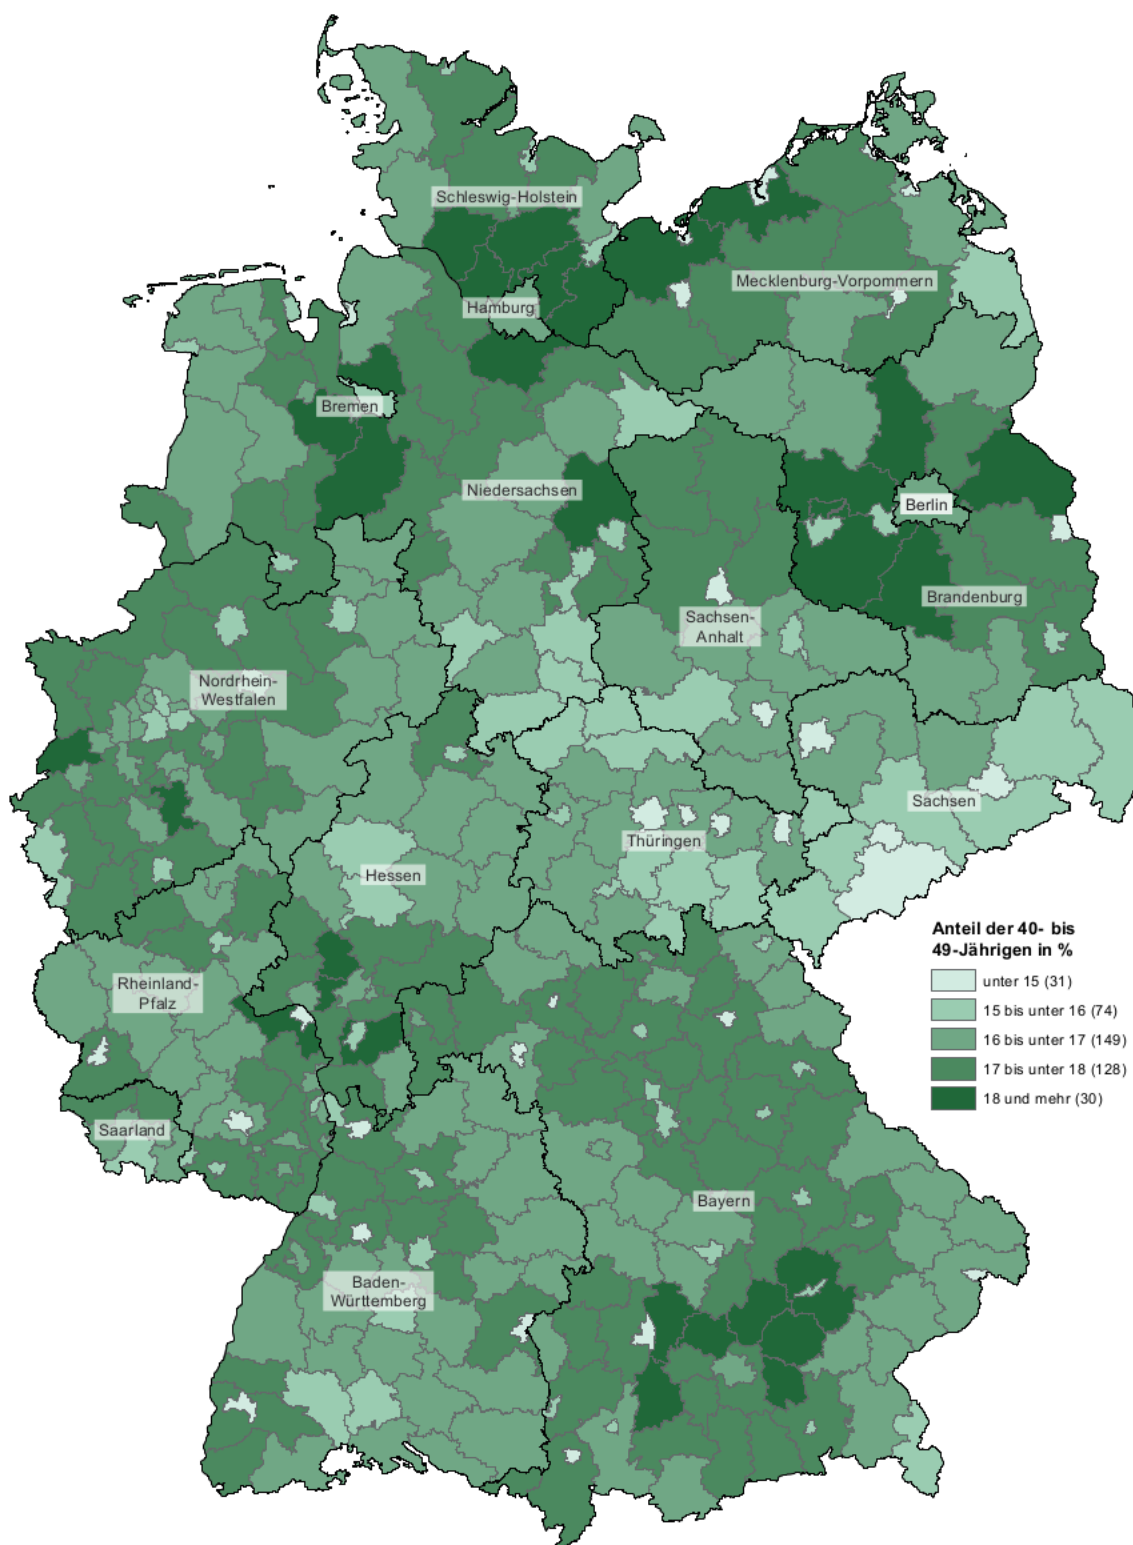 Schleswig-Holstein
Mecklenburg-Vorpommern
Hamburg
Bremen
Niedersachsen
Berlin
Brandenburg
Sachsen-
Anhalt
Nordrhein-
Westfalen
Sachsen
Thüringen
Hessen
Rheinland-
Pfalz
Saarland
Bayern
Baden-
Württemberg
Anteil der 40- bis
49-Jährigen in %
unter 15 (31)
15 bis unter 16 (74)
16 bis unter 17 (149)
17 bis unter 18 (128)
18 und mehr (30)